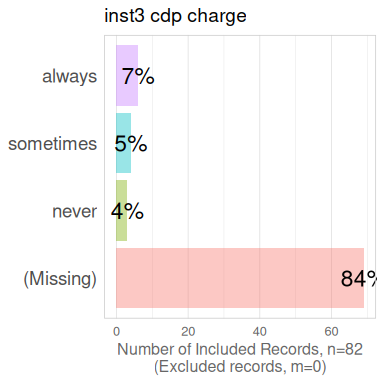 inst3 cdp charge
always
7%
sometimes
5%
never
4%
(Missing)
84%
0 20 40 60
Number of Included Records, n=82
(Excluded records, m=0)